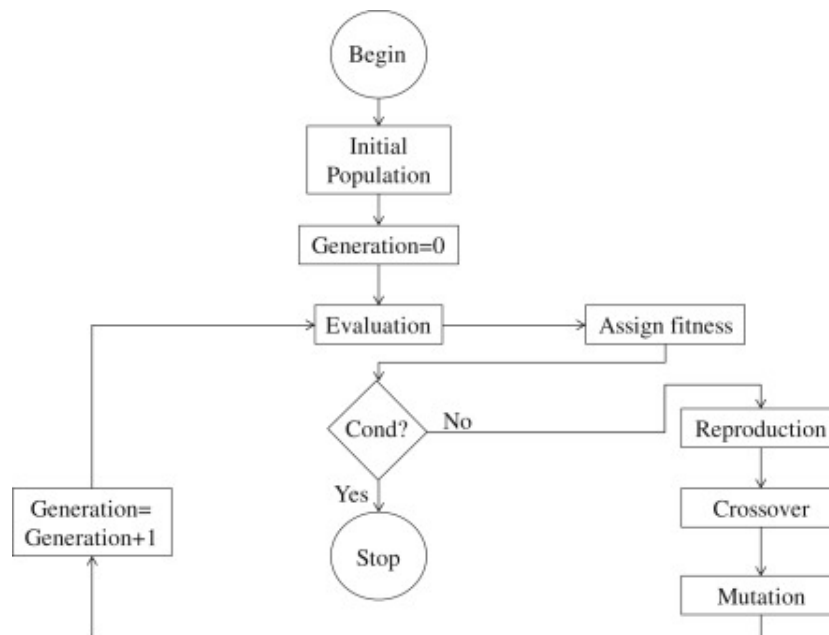 Begin
Initial
Population
Generation=0
Evaluation
Assign fitness
Cond?
No
Reproduction
Yes
Generation=
Generation+1
Crossover
Stop
Mutation